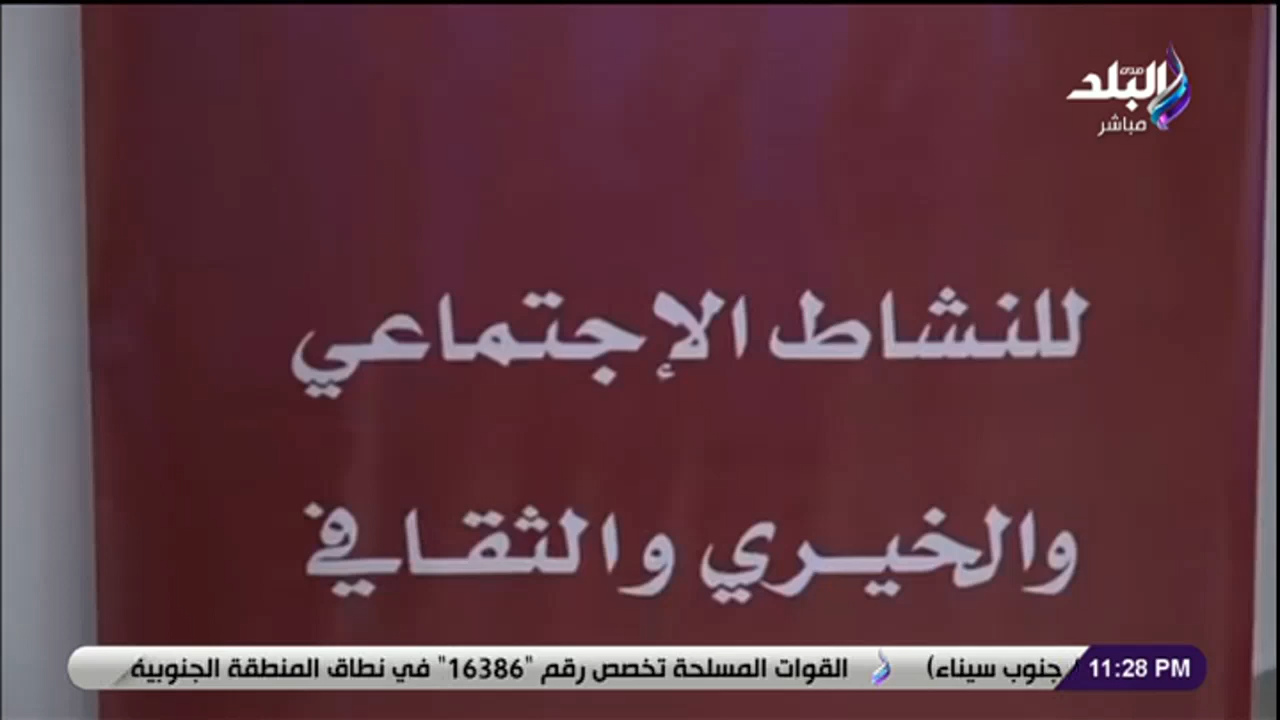 صدى
البلد
مباشر
للنشاط الإجتماعي
والخيري والثقافي
11:28 PM
جنوب سيناء) القوات المسلحة تخصص رقم "16386" في نطاق المنطقة الجنوبية